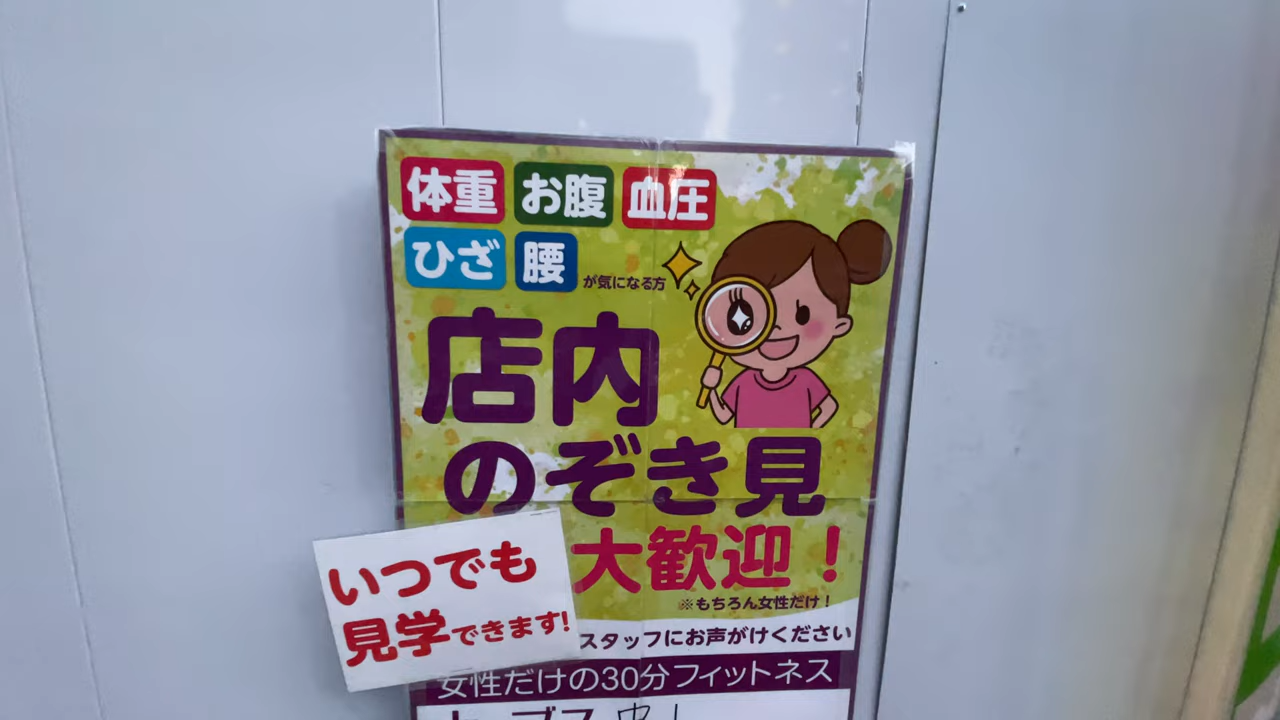 体重 お腹 血圧
ひざ 腰 が気になる方
店内
のぞき見
大歓迎！
※もちろん女性だけ！
いつでも
見学できます!
スタッフにお声がけください
女性だけの30分フィットネス